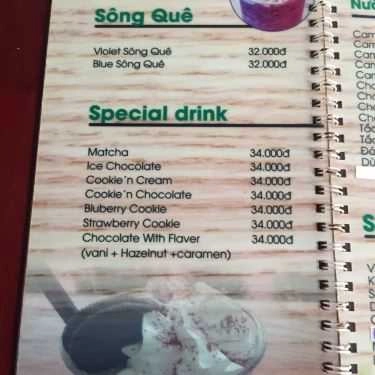 Sông Quê
Violet Sông Quê 32.000đ
Blue Sông Quê 32.000đ
Special drink
Matcha 34.000đ
Ice Chocolate 34.000đ
Cookie'n Cream 34.000đ
Cookie'n Chocolate 34.000đ
Bluberry Cookie 34.000đ
Strawberry Cookie 34.000đ
Chocolate With Flaver 34.000đ
(vani + Hazelnut +caramen)